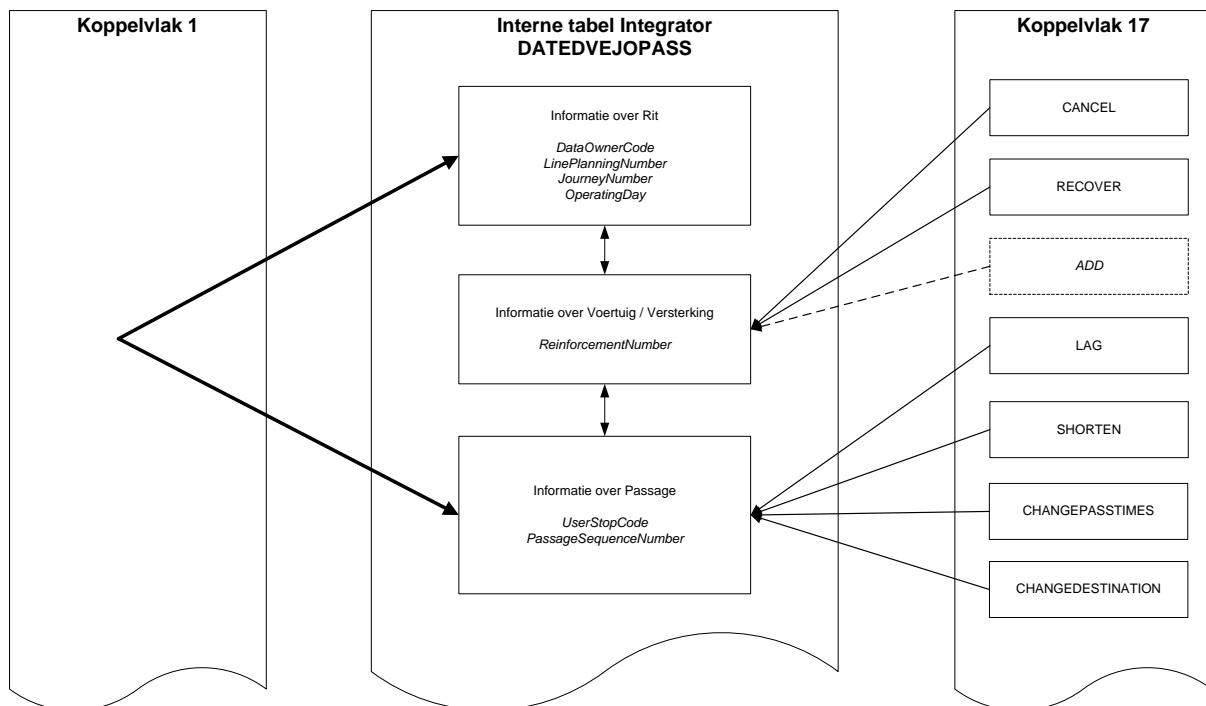 Koppelvlak 1
Interne tabel Integrator
DATEDVEJOPASS
Informatie over Rit
DataOwnerCode
LinePlanningNumber
JourneyNumber
OperatingDay
Informatie over Voertuig / Versterking
ReinforcementNumber
Informatie over Passage
UserStopCode
PassageSequenceNumber
Koppelvlak 17
CANCEL
RECOVER
ADD
LAG
SHORTEN
CHANGEPASSTIMES
CHANGEDESTINATION